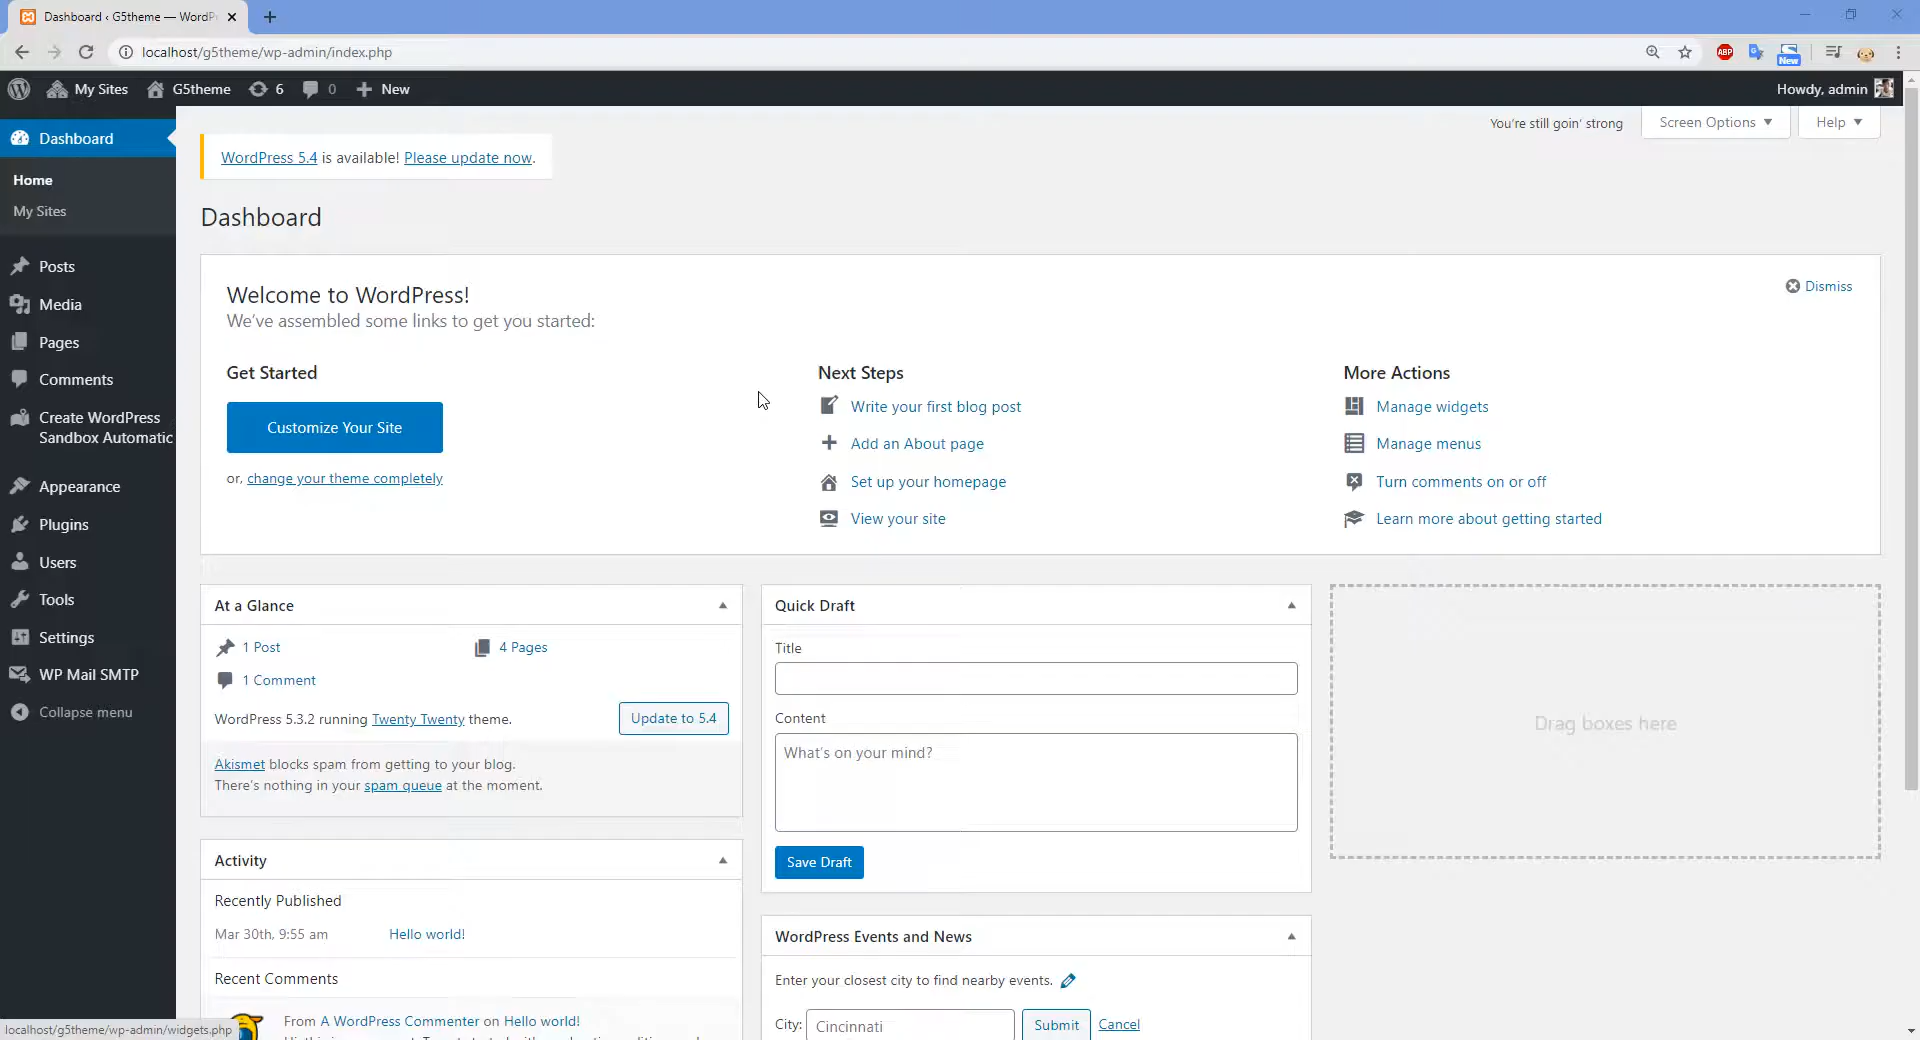 Dashboard ‹ G5theme — WordP
localhost/g5theme/wp-admin/index.php
ABP
New
My Sites
G5theme
6
0
New
Howdy, admin
Dashboard
Home
My Sites
Posts
Media
Pages
Comments
Create WordPress
Sandbox Automatic
Appearance
Plugins
Users
Tools
Settings
WP Mail SMTP
Collapse menu
You're still goin' strong
Screen Options
Help
WordPress 5.4 is available! Please update now.
Dashboard
Welcome to WordPress!
We've assembled some links to get you started:
Dismiss
Get Started
Customize Your Site
or, change your theme completely
Next Steps
Write your first blog post
Add an About page
Set up your homepage
View your site
More Actions
Manage widgets
Manage menus
Turn comments on or off
Learn more about getting started
At a Glance
1 Post
4 Pages
1 Comment
WordPress 5.3.2 running Twenty Twenty theme.
Update to 5.4
Akismet blocks spam from getting to your blog.
There's nothing in your spam queue at the moment.
Activity
Recently Published
Mar 30th, 9:55 am
Hello world!
Recent Comments
From A WordPress Commenter on Hello world!
Quick Draft
Title
Content
What's on your mind?
Save Draft
WordPress Events and News
Enter your closest city to find nearby events.
City:
Cincinnati
Submit
Cancel
Drag boxes here
localhost/g5theme/wp-admin/widgets.php